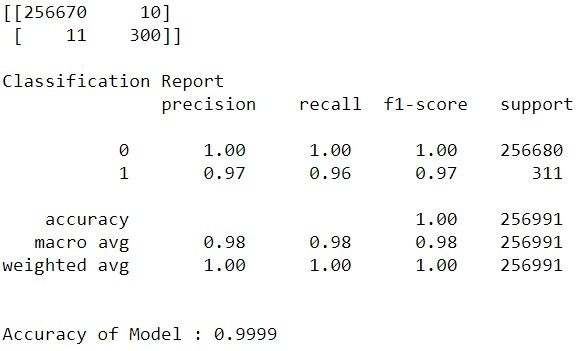 [[256670     10]
 [    11    300]]
Classification Report
              precision    recall  f1-score   support
           0       1.00      1.00      1.00    256680
           1       0.97      0.96      0.97       311
    accuracy                           1.00    256991
   macro avg       0.98      0.98      0.98    256991
weighted avg       1.00      1.00      1.00    256991
Accuracy of Model : 0.9999